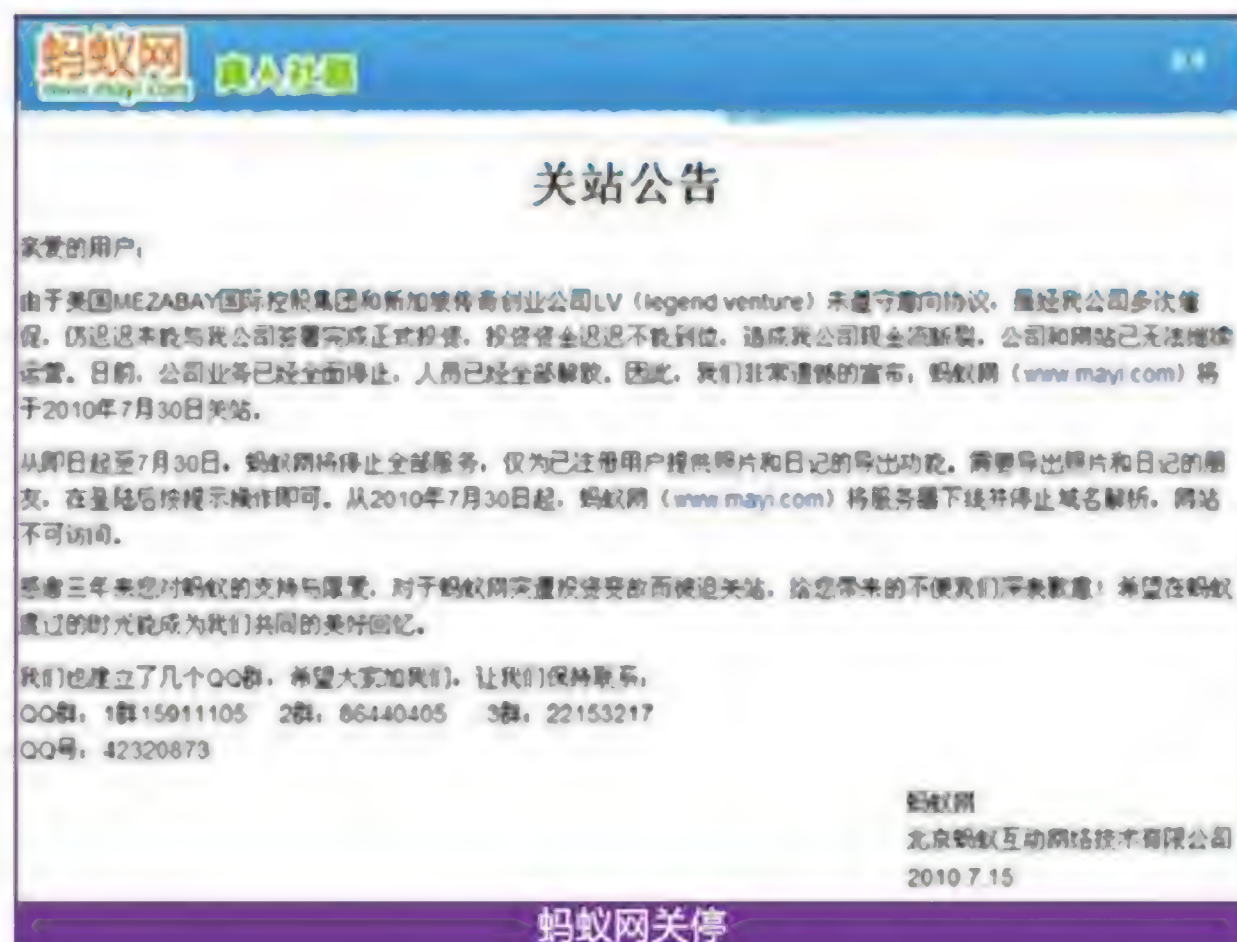 蚂蚁网
www.mayi.com
真人社区
关站公告
亲爱的用户:
由于美国MEZABAY国际控股集团和新加坡传奇创业公司LV（legend venture）未遵守意向协议，虽经我公司多次催
促，仍迟迟未能与我公司签署完成正式投资，投资资金迟迟不能到位，造成我公司现金流断裂，公司和网站已无法继续
运营。日前，公司业务已经全面停止，人员已经全部解散。因此，我们非常遗憾的宣布，蚂蚁网（www.mayi.com）将
于2010年7月30日关站。
从即日起至7月30日，蚂蚁网将停止全部服务，仅为已注册用户提供照片和日记的导出功能。需要导出照片和日记的朋
友，在登陆后按提示操作即可。从2010年7月30日起，蚂蚁网（www.mayi.com）将服务器下线并停止域名解析，网站
不可访问。
感谢三年来您对蚂蚁的支持与厚爱，对于蚂蚁网突遭投资变故而被迫关站，给您带来的不便我们深表歉意！希望在蚂蚁
度过的时光能成为我们共同的美好回忆。
我们也建立了几个QQ群，希望大家加我们，让我们保持联系：
QQ群：1群15911105 2群：86440405 3群：22153217
QQ号：42320873
蚂蚁网
北京蚂蚁互动网络技术有限公司
2010.7.15
蚂蚁网关停